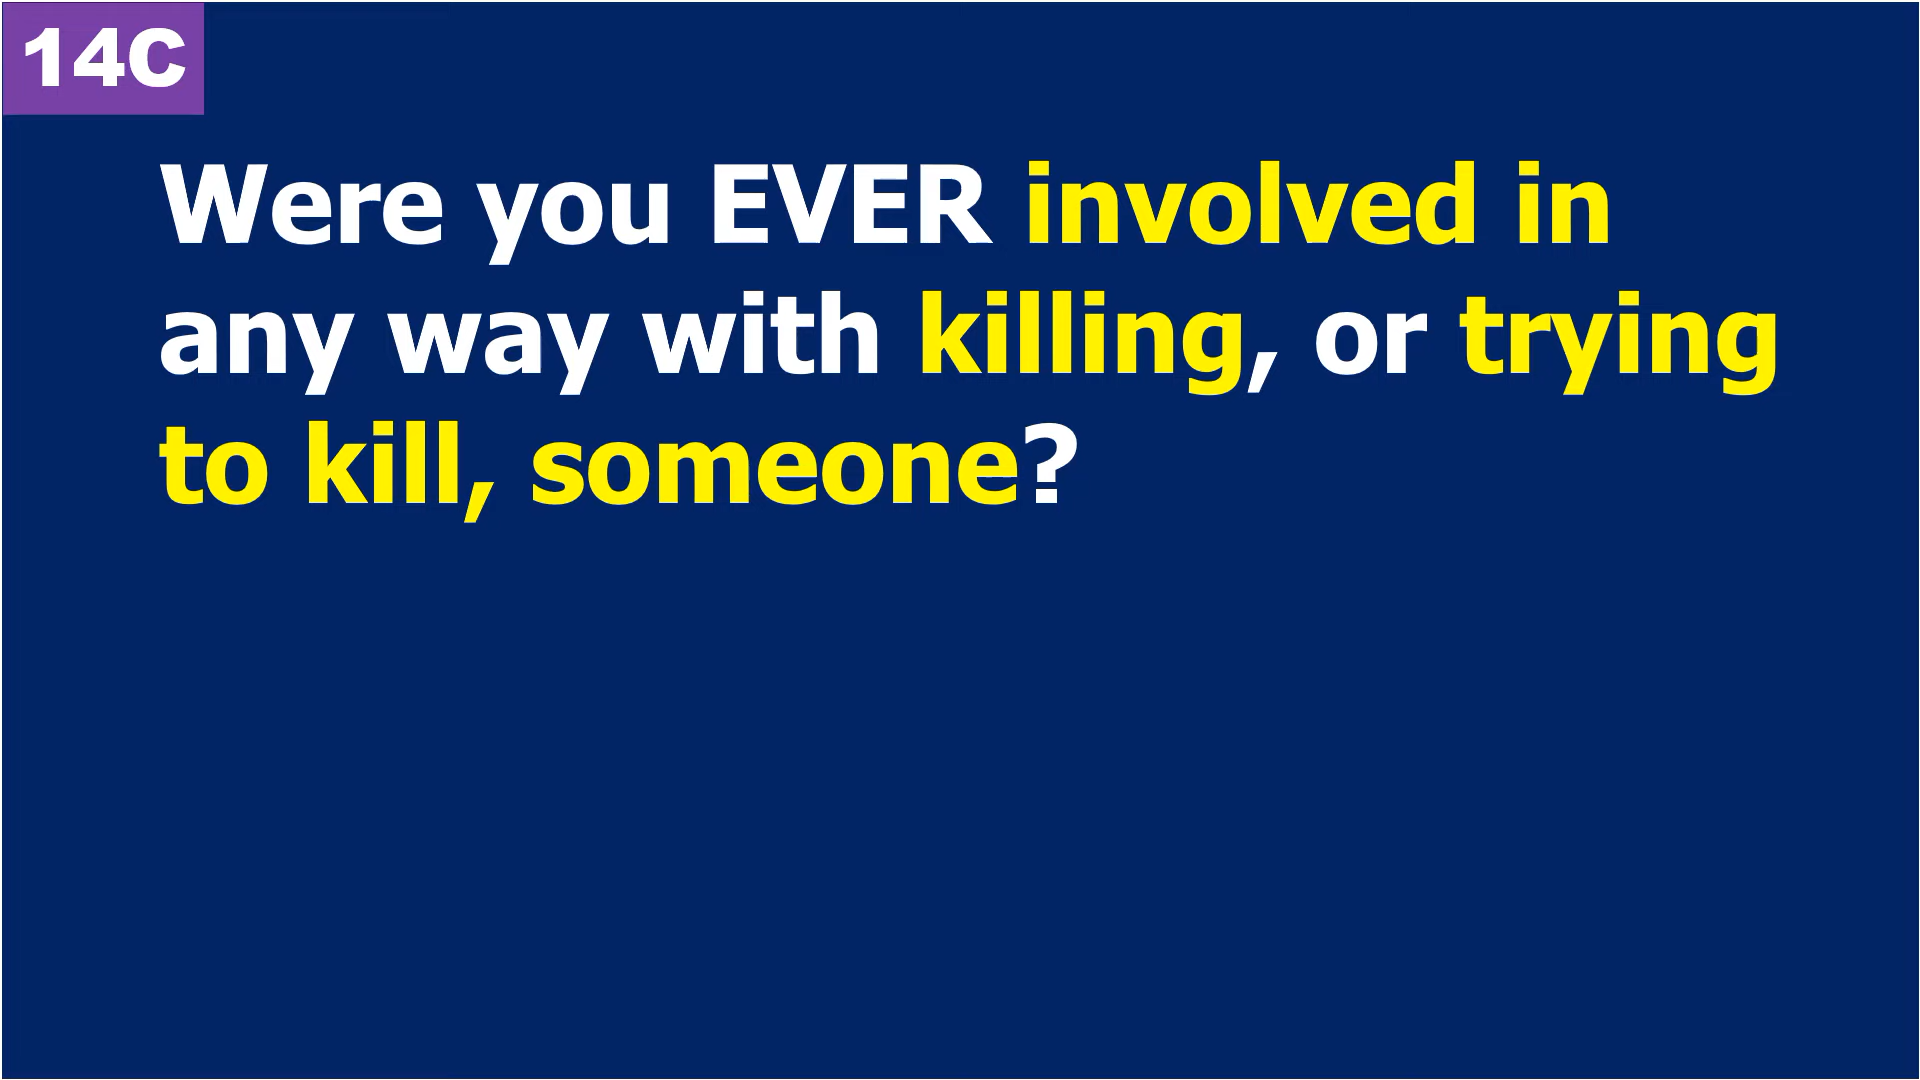 14C
Were you EVER involved in
any way with killing, or trying
to kill, someone?